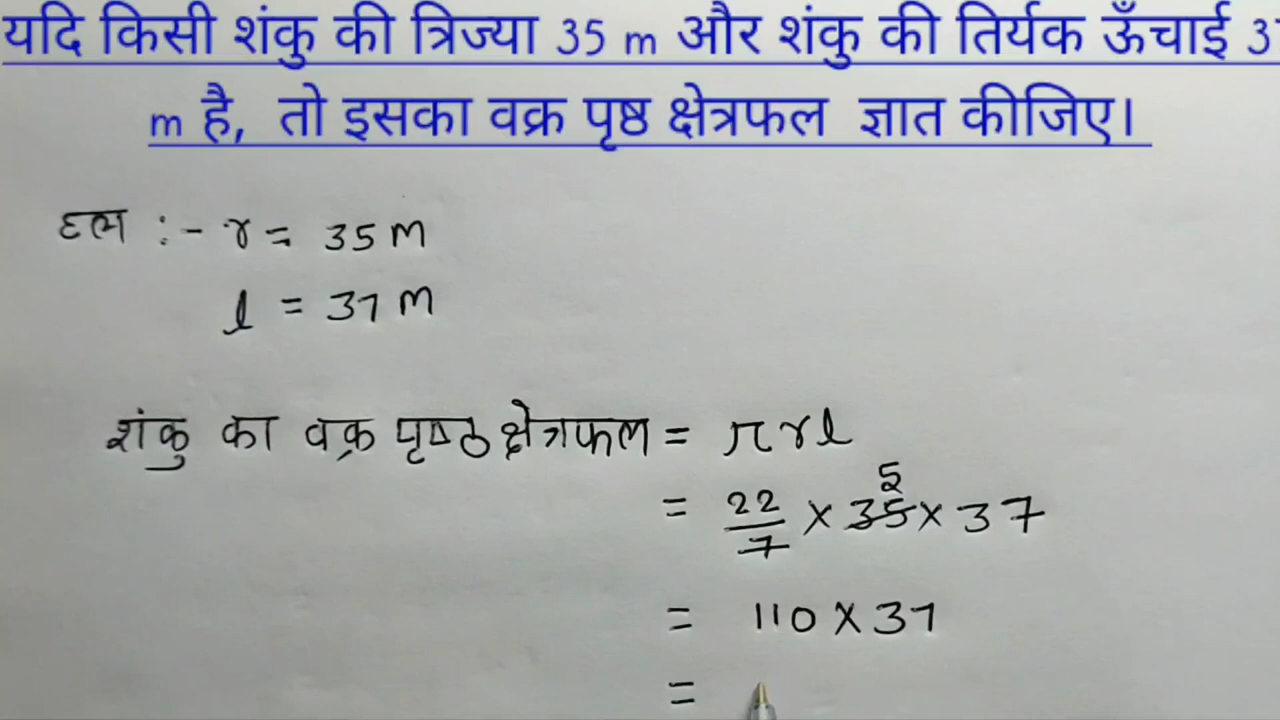 यदि किसी शंकु की त्रिज्या 35 m और शंकु की तिर्यक ऊँचाई 3
m है, तो इसका वक्र पृष्ठ क्षेत्रफल ज्ञात कीजिए।
हल :- r = 35 m
l = 37 m
शंकु का वक्र पृष्ठ क्षेत्रफल = πrl
5
= 22/7 × 35 × 37
= 110 × 37
=